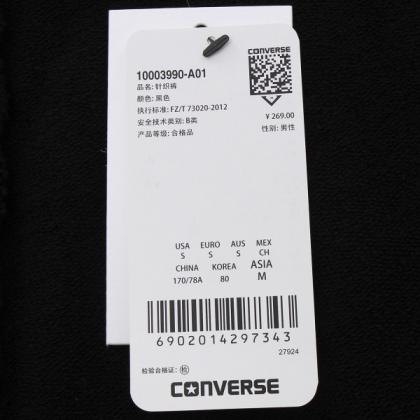 CONVERSE
10003990-A01
品名: 针织裤
颜色: 黑色
执行标准: FZ/T 73020-2012
安全技术类别: B类
产品等级: 合格品
¥ 269.00
性别: 男性
USA EURO AUS MEX
S S S CH
CHINA KOREA ASIA
170/78A 80 M
6902014297343
27924
检验合格证: 检
CONVERSE